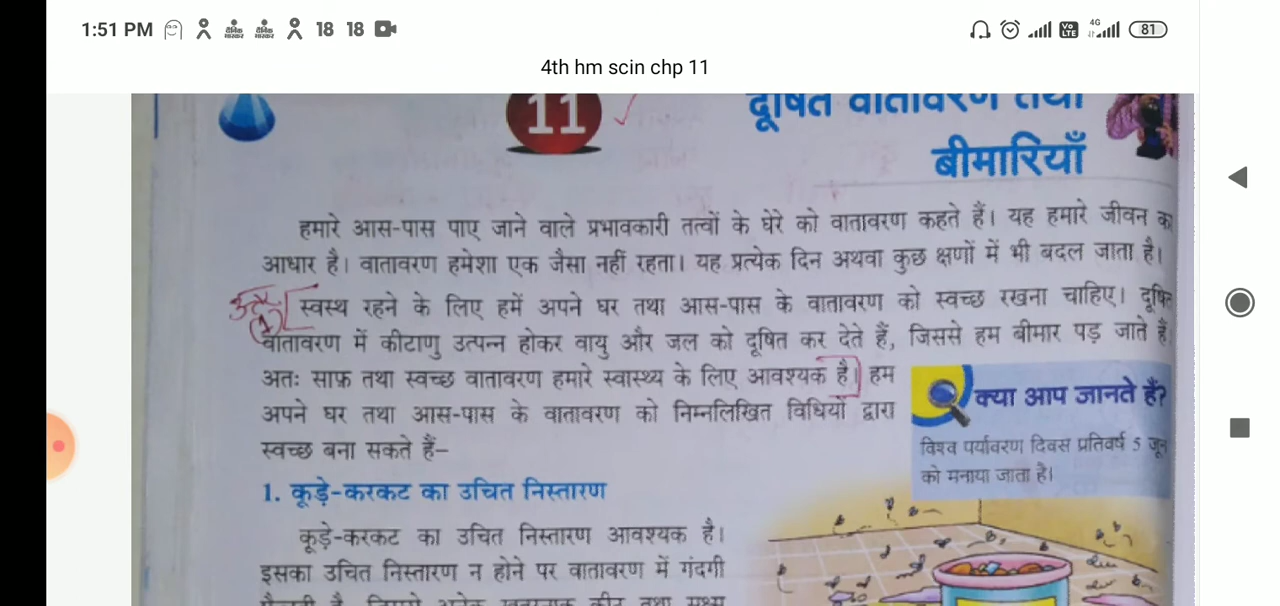 1:51 PM दैनिक भास्कर दैनिक भास्कर 18 18 Vo LTE 4G 81
4th hm scin chp 11
11
दूषित वातावरण तथा
बीमारियाँ
हमारे आस-पास पाए जाने वाले प्रभावकारी तत्वों के घेरे को वातावरण कहते हैं। यह हमारे जीवन का
आधार है। वातावरण हमेशा एक जैसा नहीं रहता। यह प्रत्येक दिन अथवा कुछ क्षणों में भी बदल जाता है।
स्वस्थ रहने के लिए हमें अपने घर तथा आस-पास के वातावरण को स्वच्छ रखना चाहिए। दूषित
वातावरण में कीटाणु उत्पन्न होकर वायु और जल को दूषित कर देते हैं, जिससे हम बीमार पड़ जाते हैं
अतः साफ़ तथा स्वच्छ वातावरण हमारे स्वास्थ्य के लिए आवश्यक है। हम
अपने घर तथा आस-पास के वातावरण को निम्नलिखित विधियों द्वारा
स्वच्छ बना सकते हैं–
क्या आप जानते हैं?
विश्व पर्यावरण दिवस प्रतिवर्ष 5 जून
को मनाया जाता है।
1. कूड़े-करकट का उचित निस्तारण
कूड़े-करकट का उचित निस्तारण आवश्यक है।
इसका उचित निस्तारण न होने पर वातावरण में गंदगी